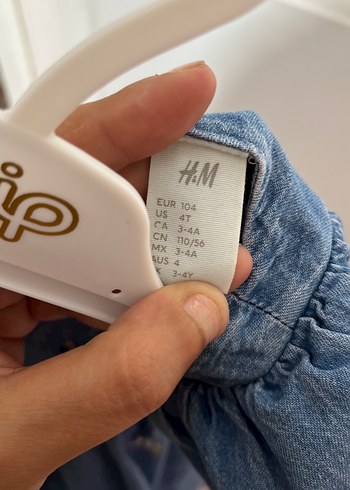 H&M
EUR 104
US 4T
CA 3-4A
CN 110/56
MX 3-4A
AUS 4
3-4Y
ip